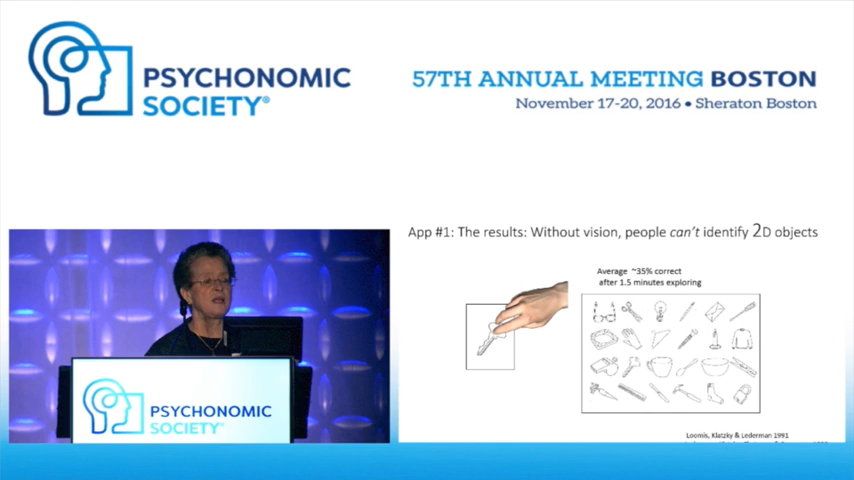 PSYCHONOMIC
SOCIETY®
57TH ANNUAL MEETING BOSTON
November 17-20, 2016 • Sheraton Boston
App #1: The results: Without vision, people can't identify 2D objects
Average ~35% correct
after 1.5 minutes exploring
PSYCHONOMIC
SOCIETY®
Loomis, Klatzky & Lederman 1991